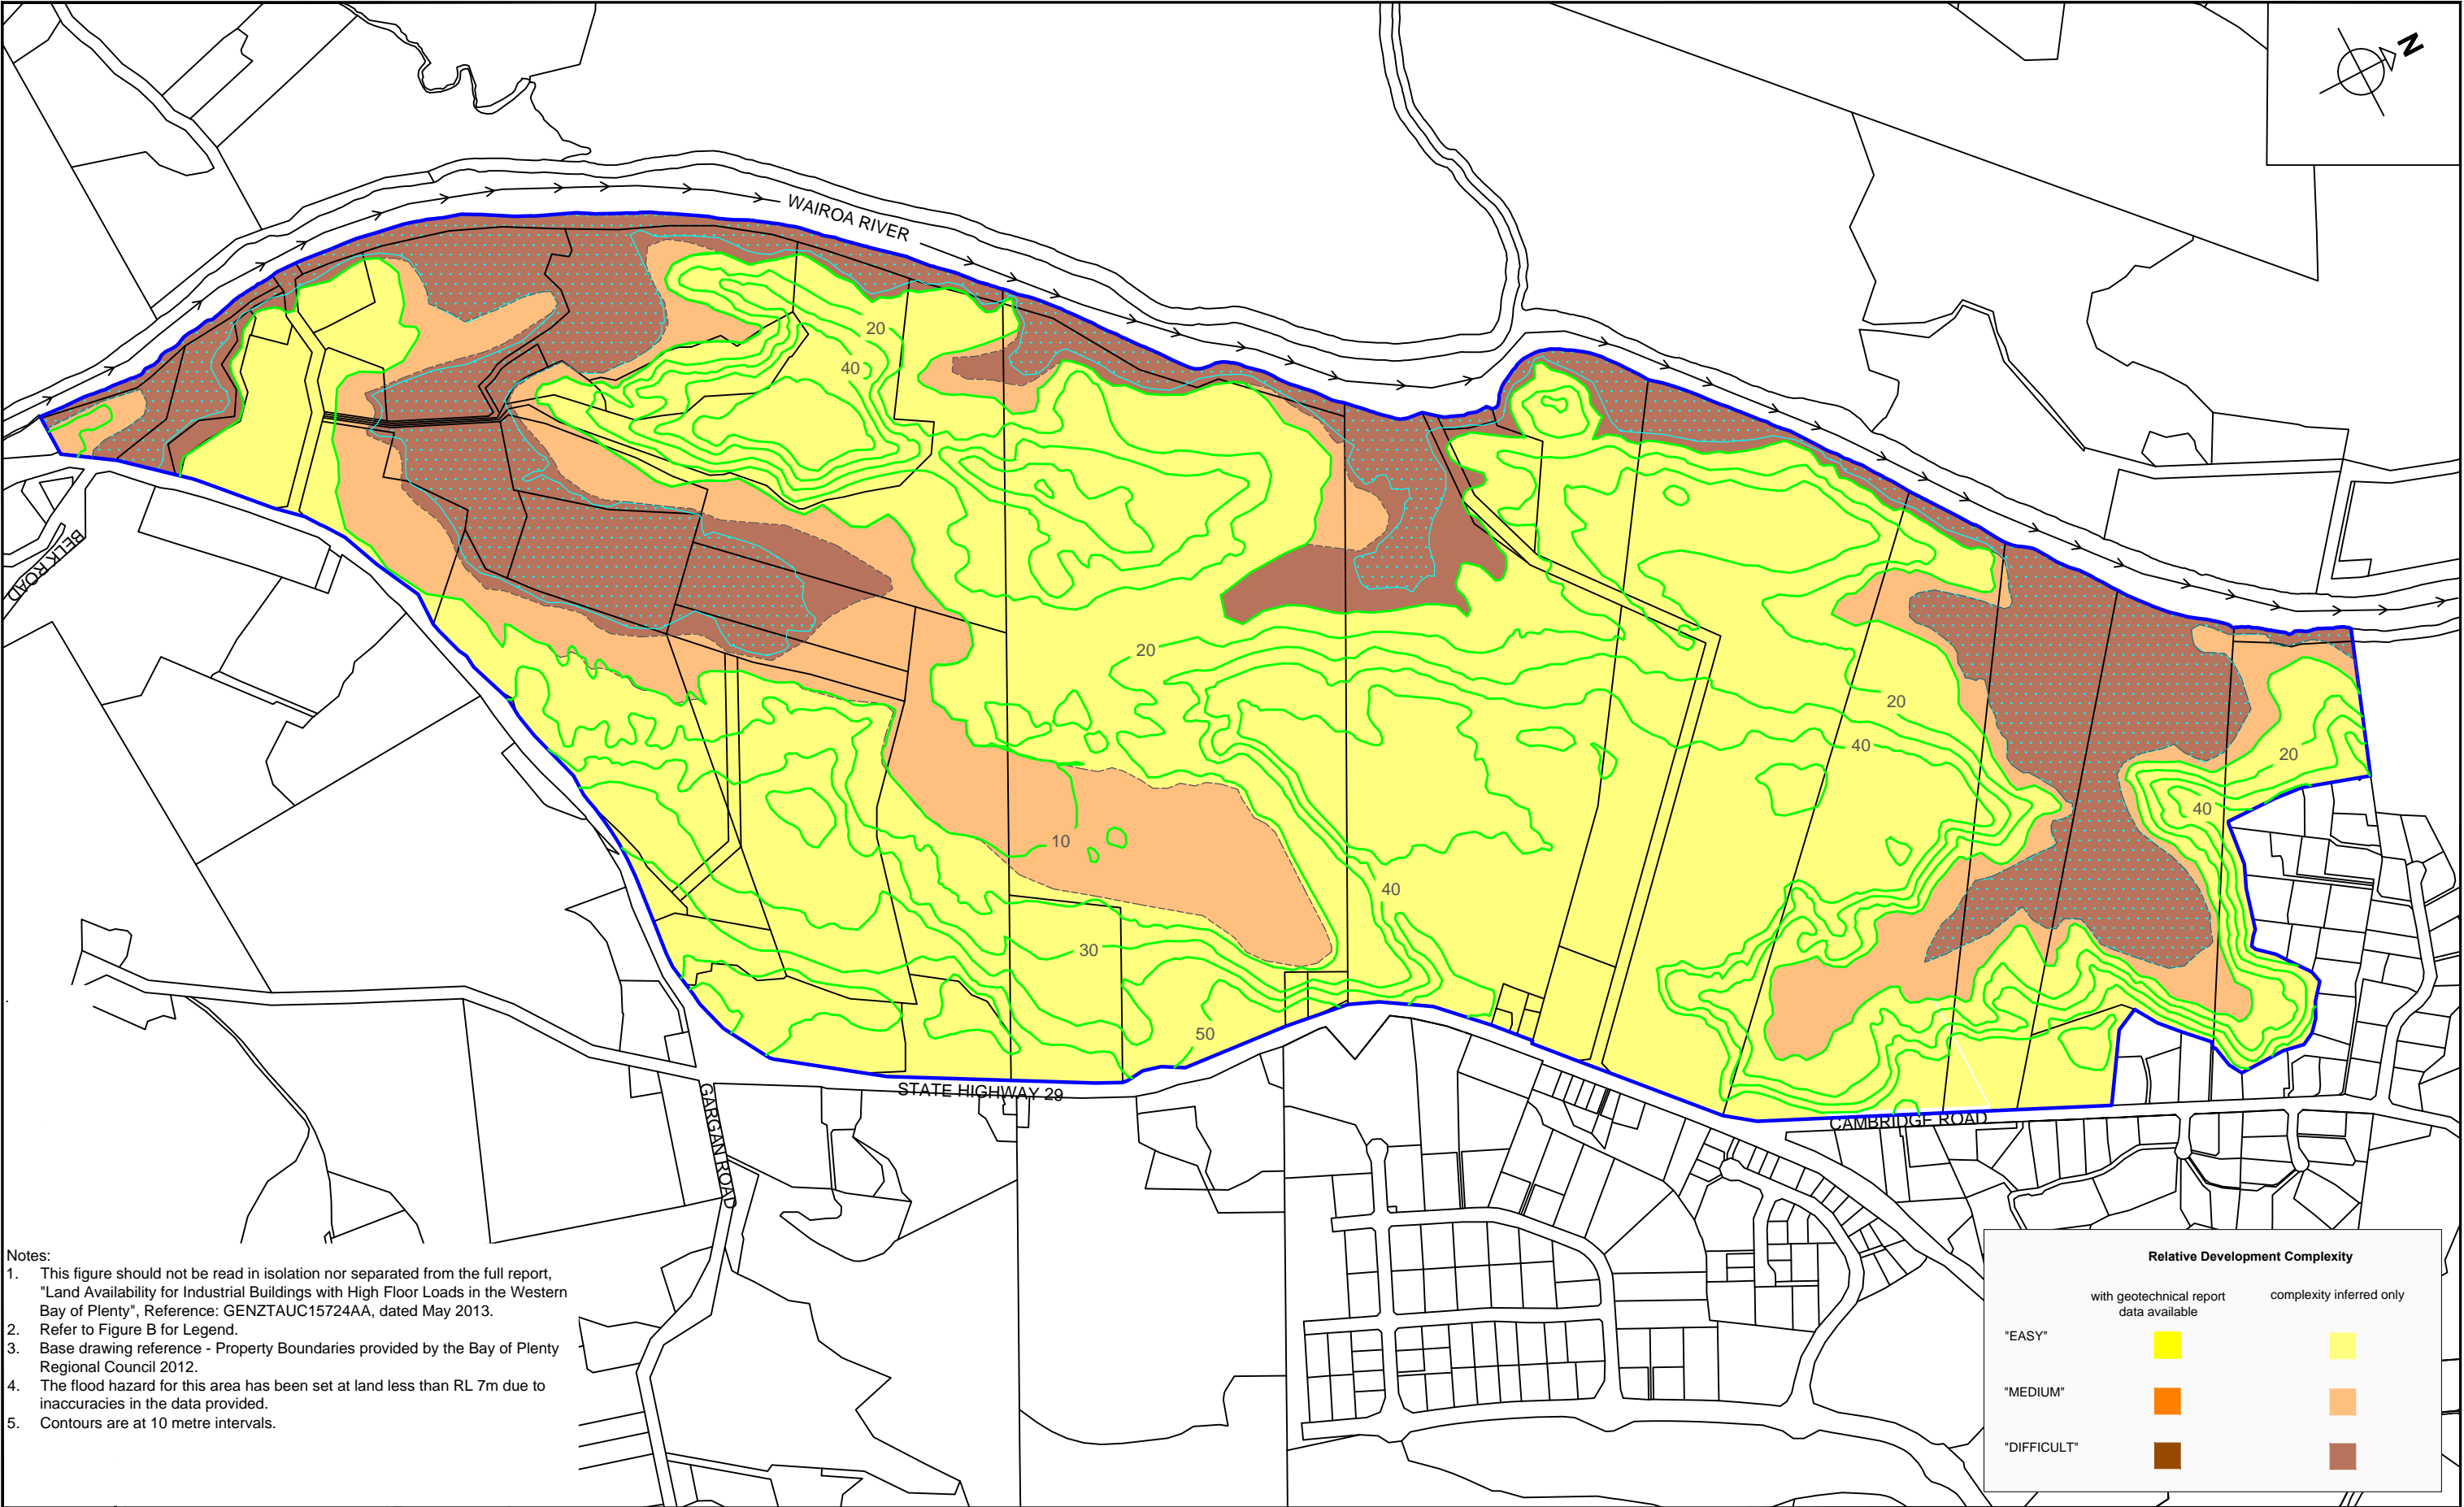 N
WAIROA RIVER
20
40
BELK ROAD
20
20
40
20
40
10
40
30
50
STATE HIGHWAY 29
GARGAN ROAD
CAMBRIDGE ROAD
Notes:
1. This figure should not be read in isolation nor separated from the full report,
"Land Availability for Industrial Buildings with High Floor Loads in the Western
Bay of Plenty", Reference: GENZTAUC15724AA, dated May 2013.
2. Refer to Figure B for Legend.
3. Base drawing reference - Property Boundaries provided by the Bay of Plenty
Regional Council 2012.
4. The flood hazard for this area has been set at land less than RL 7m due to
inaccuracies in the data provided.
5. Contours are at 10 metre intervals.
Relative Development Complexity
with geotechnical report
data available
complexity inferred only
"EASY"
"MEDIUM"
"DIFFICULT"